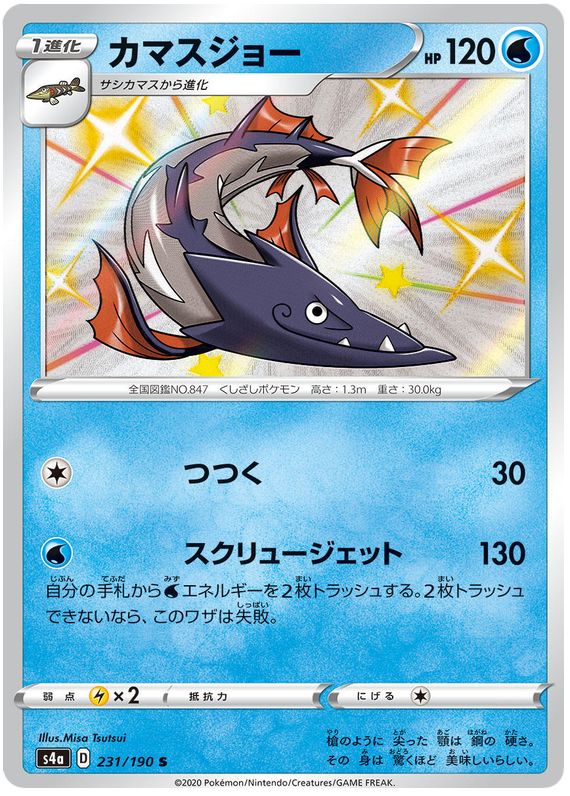 1進化 カマスジョー HP120
サシカマスから進化
全国図鑑NO.847 くしざしポケモン 高さ:1.3m 重さ:30.0kg
つつく 30
スクリュージェット 130
自分の手札から エネルギーを2枚トラッシュする。2枚トラッシュ
できないなら、このワザは失敗。
弱点 ×2 抵抗力 にげる
Illus.Misa Tsutsui
s4a D 231/190 S
槍のように 尖った 顎は 鋼の 硬さ。
その 身は 驚くほど 美味しいらしい。
©2020 Pokémon/Nintendo/Creatures/GAME FREAK.